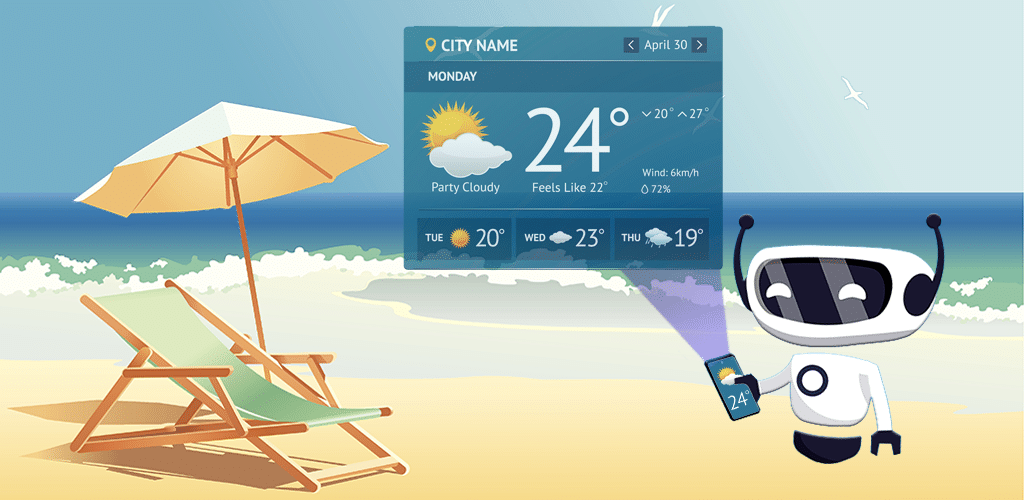 CITY NAME
< April 30 >
MONDAY
24°
20° 27°
Party Cloudy
Feels Like 22°
Wind: 6km/h
72%
TUE 20°
WED 23°
THU 19°
24°